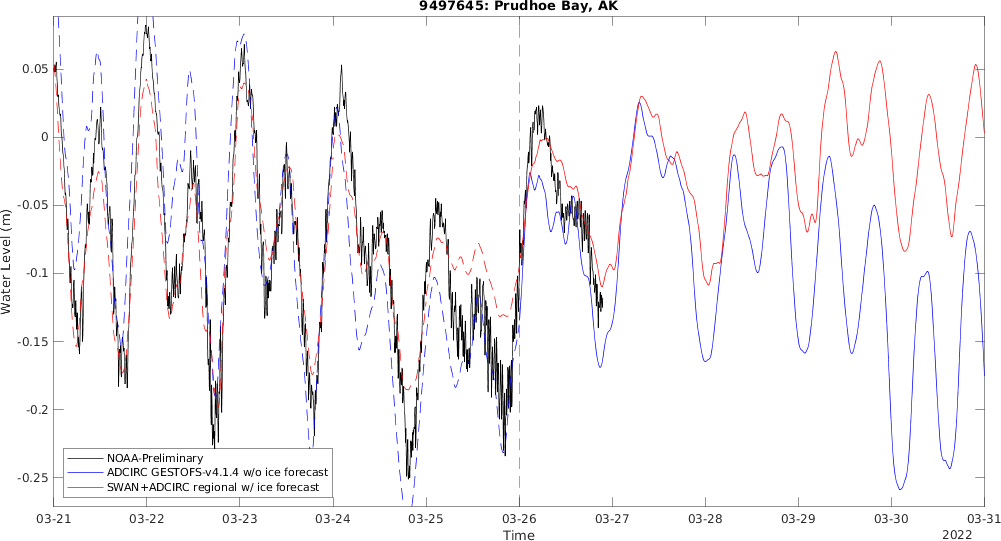 9497645: Prudhoe Bay, AK
Water Level (m)
0.05
0
-0.05
-0.1
-0.15
-0.2
-0.25
NOAA-Preliminary
ADCIRC GESTOFS-v4.1.4 w/o ice forecast
SWAN+ADCIRC regional w/ ice forecast
03-21 03-22 03-23 03-24 03-25 03-26 03-27 03-28 03-29 03-30 03-31
Time
2022